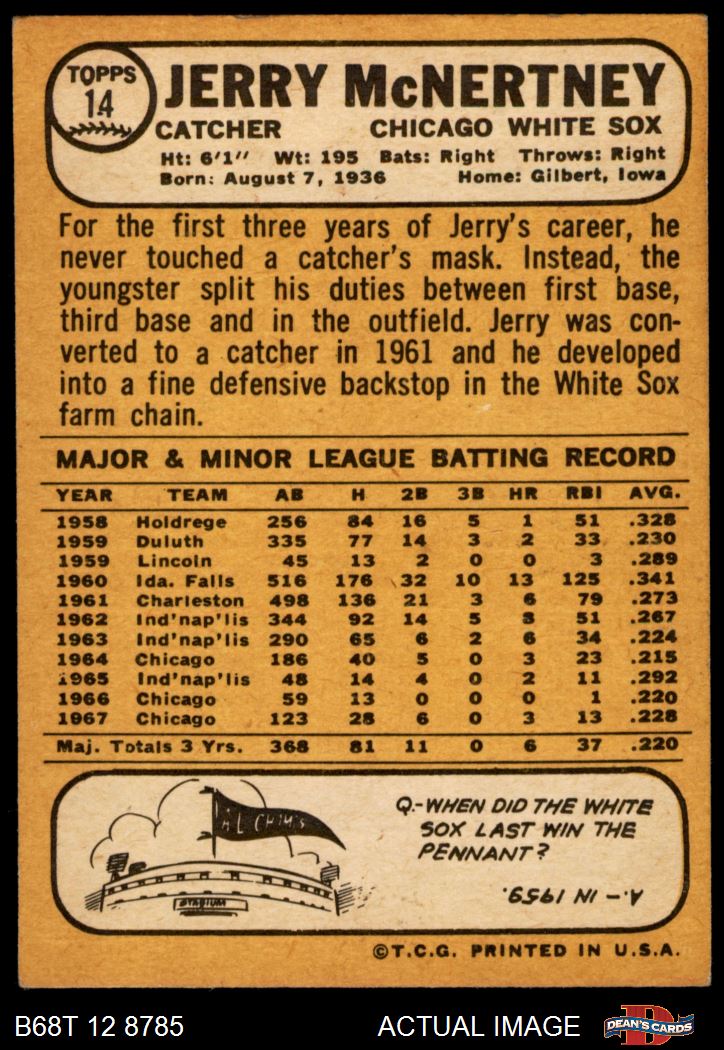 TOPPS
14
JERRY McNERTNEY
CATCHER CHICAGO WHITE SOX
Ht: 6'1" Wt: 195 Bats: Right Throws: Right
Born: August 7, 1936 Home: Gilbert, Iowa
For the first three years of Jerry's career, he
never touched a catcher's mask. Instead, the
youngster split his duties between first base,
third base and in the outfield. Jerry was con-
verted to a catcher in 1961 and he developed
into a fine defensive backstop in the White Sox
farm chain.
MAJOR & MINOR LEAGUE BATTING RECORD
YEAR TEAM AB H 2B 3B HR RBI AVG.
1958 Holdrege 256 84 16 5 1 51 .328
1959 Duluth 335 77 14 3 2 33 .230
1959 Lincoln 45 13 2 0 0 3 .289
1960 Ida. Falls 516 176 32 10 13 125 .341
1961 Charleston 498 136 21 3 6 79 .273
1962 Ind'nap'lis 344 92 14 5 8 51 .267
1963 Ind'nap'lis 290 65 6 2 6 34 .224
1964 Chicago 186 40 5 0 3 23 .215
1965 Ind'nap'lis 48 14 4 0 2 11 .292
1966 Chicago 59 13 0 0 0 1 .220
1967 Chicago 123 28 6 0 3 13 .228
Maj. Totals 3 Yrs. 368 81 11 0 6 37 .220
A L CHAMPS
STADIUM
Q.-WHEN DID THE WHITE
SOX LAST WIN THE
PENNANT?
A.- IN 1959.
©T.C.G. PRINTED IN U.S.A.
B68T 12 8785 ACTUAL IMAGE
DEAN'S CARDS